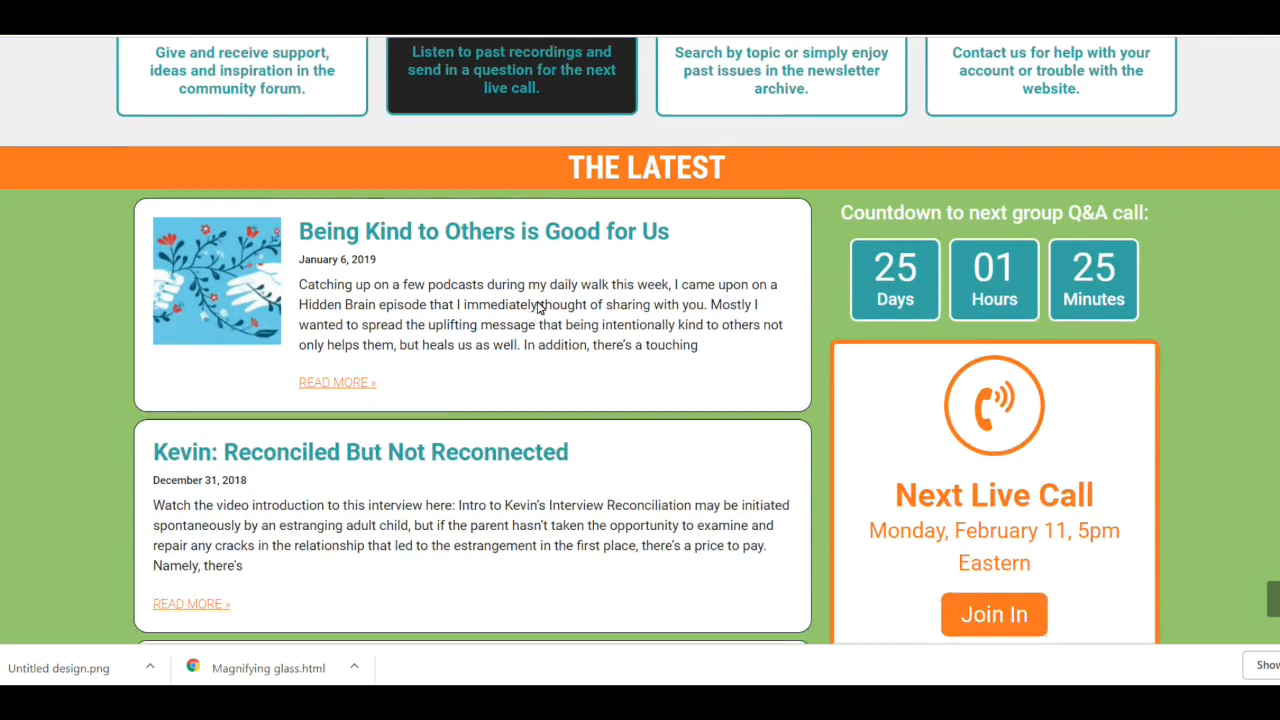 Give and receive support,
ideas and inspiration in the
community forum.
Listen to past recordings and
send in a question for the next
live call.
Search by topic or simply enjoy
past issues in the newsletter
archive.
Contact us for help with your
account or trouble with the
website.
THE LATEST
Being Kind to Others is Good for Us
January 6, 2019
Catching up on a few podcasts during my daily walk this week, I came upon on a
Hidden Brain episode that I immediately thought of sharing with you. Mostly I
wanted to spread the uplifting message that being intentionally kind to others not
only helps them, but heals us as well. In addition, there's a touching
READ MORE »
Kevin: Reconciled But Not Reconnected
December 31, 2018
Watch the video introduction to this interview here: Intro to Kevin's Interview Reconciliation may be initiated
spontaneously by an estranging adult child, but if the parent hasn't taken the opportunity to examine and
repair any cracks in the relationship that led to the estrangement in the first place, there's a price to pay.
Namely, there's
READ MORE »
Countdown to next group Q&A call:
25 01 25
Days Hours Minutes
Next Live Call
Monday, February 11, 5pm
Eastern
Join In
Untitled design.png
Magnifying glass.html
Show